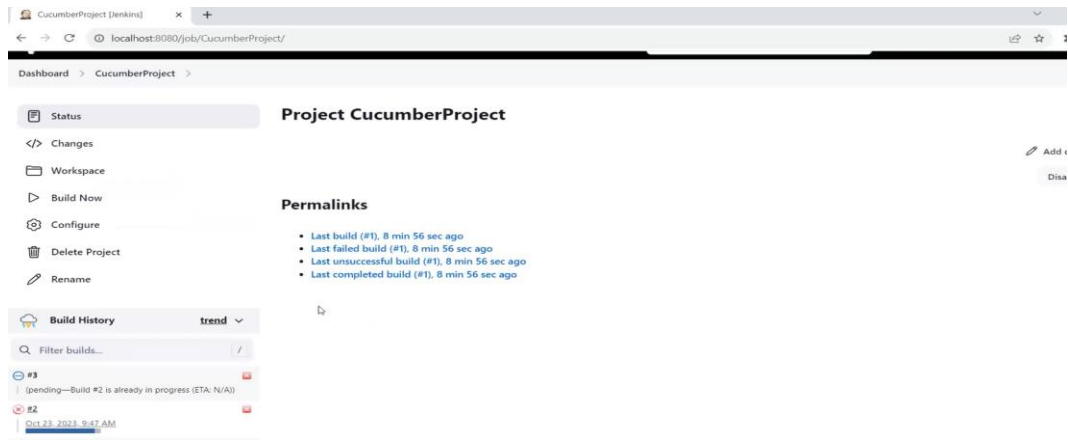 CucumberProject [Jenkins]
localhost:8080/job/CucumberProject/
Dashboard > CucumberProject >
Status
</> Changes
Workspace
Build Now
Configure
Delete Project
Rename
Build History trend
Filter builds... /
#3
(pending—Build #2 is already in progress (ETA: N/A))
#2
Oct 23, 2023, 9:47 AM
Project CucumberProject
Add
Disa
Permalinks
• Last build (#1), 8 min 56 sec ago
• Last failed build (#1), 8 min 56 sec ago
• Last unsuccessful build (#1), 8 min 56 sec ago
• Last completed build (#1), 8 min 56 sec ago